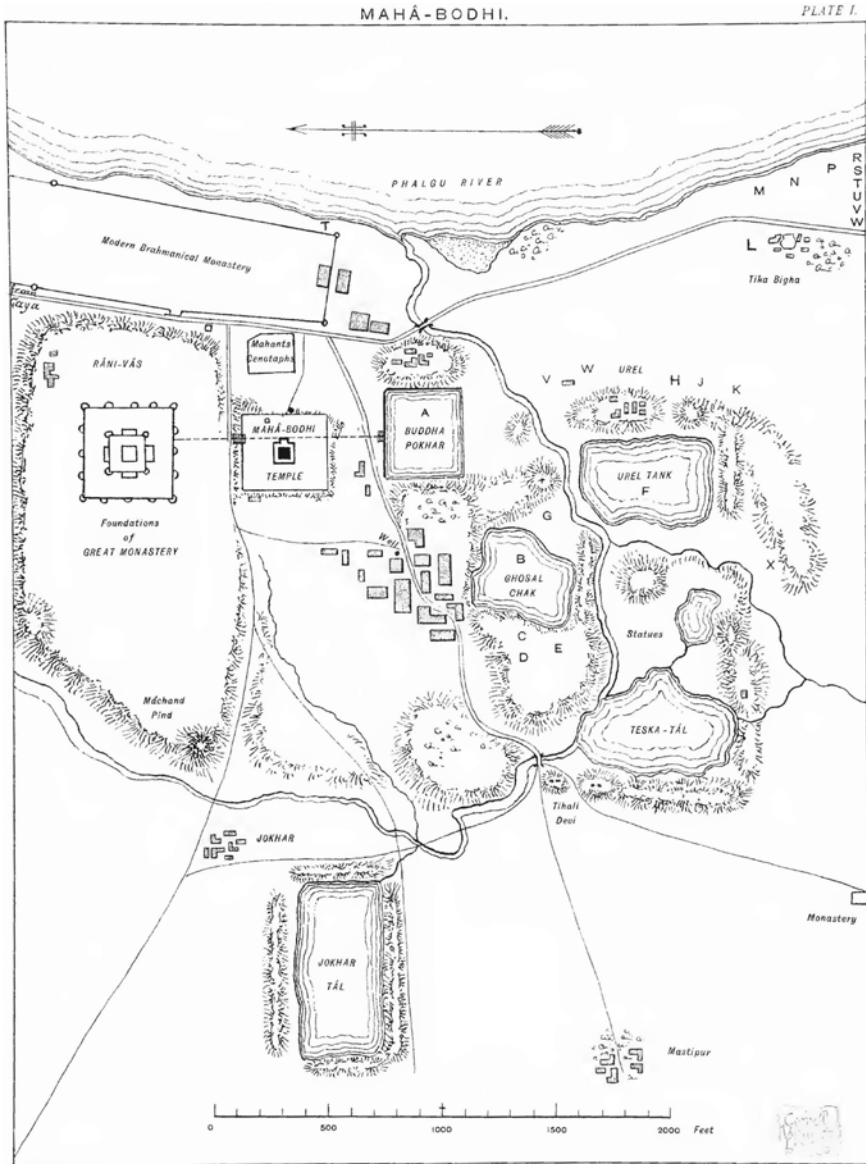 MAHÂ-BODHI.
PLATE I.
PHALGU RIVER
M N P
R
S
T
U
V
W
T
Modern Brahmanical Monastery
L
Tika Bigha
From
Gaya
RÂNI-VÂS
Mahants
Cenotaphs
V W UREL H J K
A
BUDDHA
POKHAR
G
MAHÂ-BODHI
TEMPLE
UREL TANK
F
Foundations
of
GREAT MONASTERY
G
Well
B
GHOSAL
CHAK
X
C
D
E
Statues
Mâchand
Pind
TESKA-TÂL
Tihali
Devi
JOKHAR
Monastery
JOKHAR
TÂL
Mastipur
0 500 1000 1500 2000 Feet